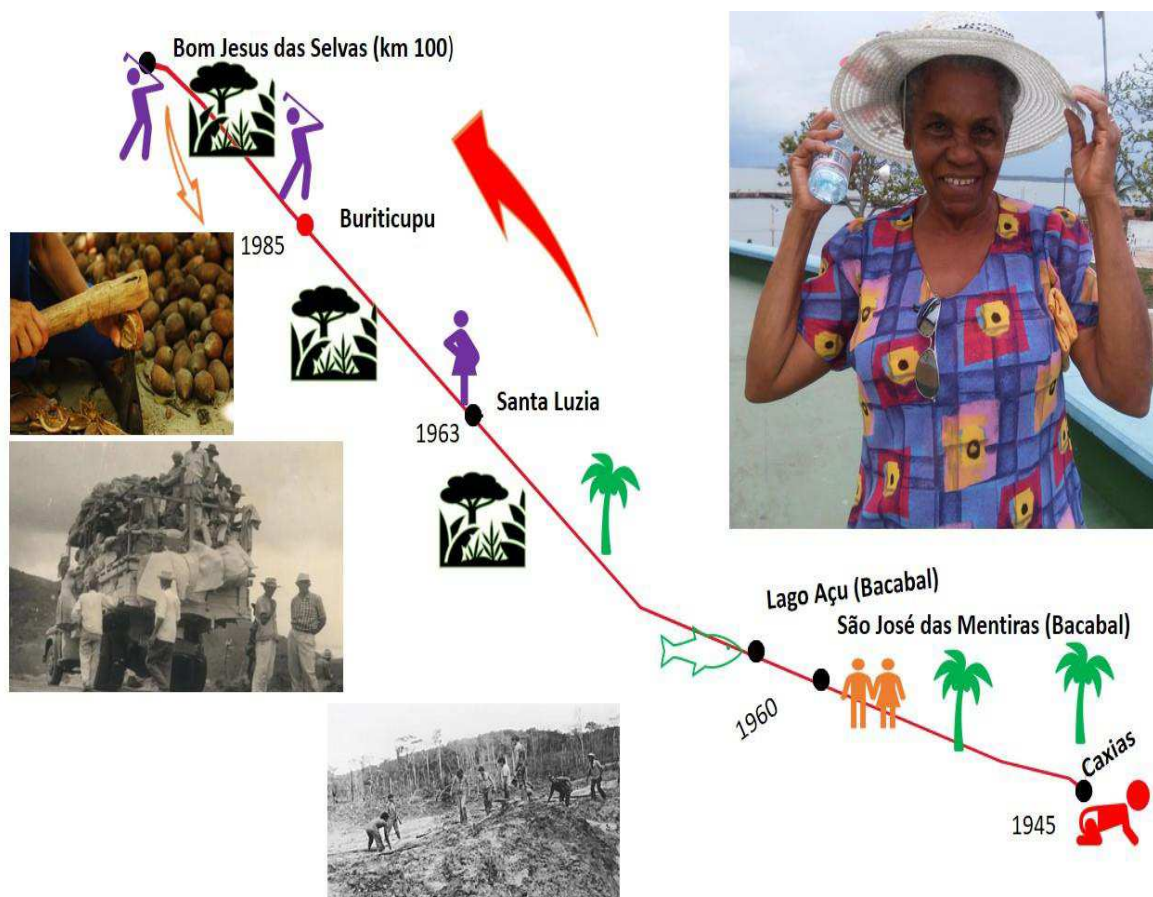 Bom Jesus das Selvas (km 100)
Buriticupu
1985
Santa Luzia
1963
Lago Açu (Bacabal)
São José das Mentiras (Bacabal)
1960
Caxias
1945